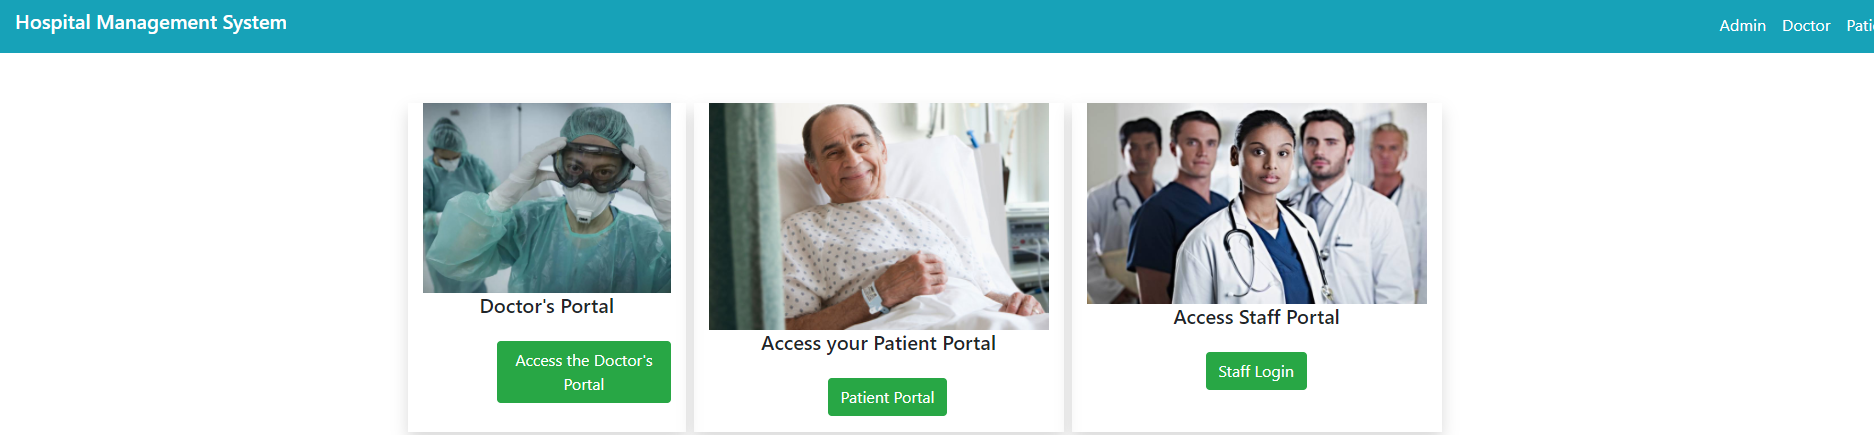 Hospital Management System
Admin Doctor
Doctor's Portal
Access the Doctor's
Portal
Access your Patient Portal
Patient Portal
Access Staff Portal
Staff Login